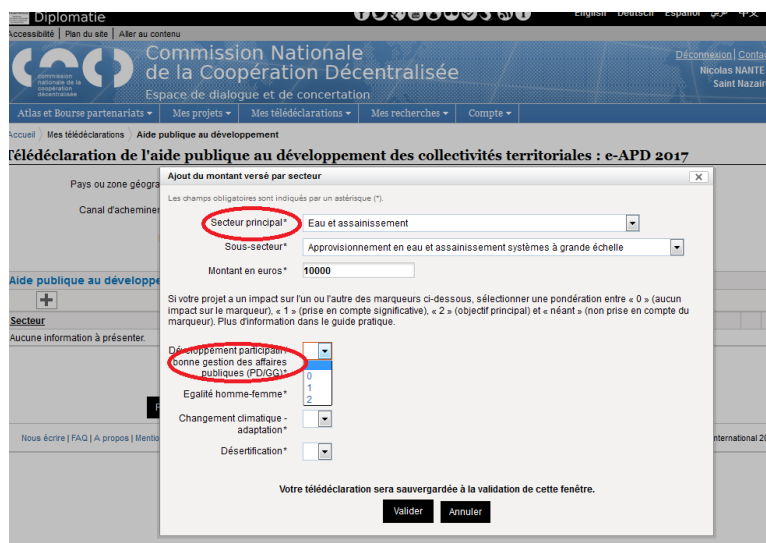 Diplomatie
English Deutsch Español عربي 中文
Accessibilité | Plan du site | Aller au contenu
Commission Nationale
de la Coopération Décentralisée
Espace de dialogue et de concertation
commission
nationale de la
coopération
décentralisée
Déconnexion | Conta
Nicolas NANTE
Saint Nazair
Atlas et Bourse partenariats Mes projets Mes télédéclarations Mes recherches Compte
Accueil Mes télédéclarations Aide publique au développement
Télédéclaration de l'aide publique au développement des collectivités territoriales : e-APD 2017
Pays ou zone géogra
Canal d'achemine
Aide publique au développe
Secteur
Aucune information à présenter.
Nous écrire | FAQ | A propos | Mentio
nternational 20
Ajout du montant versé par secteur
Les champs obligatoires sont indiqués par un astérisque (*).
Secteur principal* Eau et assainissement
Sous-secteur* Approvisionnement en eau et assainissement systèmes à grande échelle
Montant en euros* 10000
Si votre projet a un impact sur l'un ou l'autre des marqueurs ci-dessous, sélectionner une pondération entre « 0 » (aucun
impact sur le marqueur), « 1 » (prise en compte significative), « 2 » (objectif principal) et « néant » (non prise en compte du
marqueur). Plus d'information dans le guide pratique.
Développement participatif /
bonne gestion des affaires
publiques (PD/GG)*
0
1
2
Egalité homme-femme*
Changement climatique -
adaptation*
Désertification*
Votre télédéclaration sera sauvergardée à la validation de cette fenêtre.
Valider Annuler